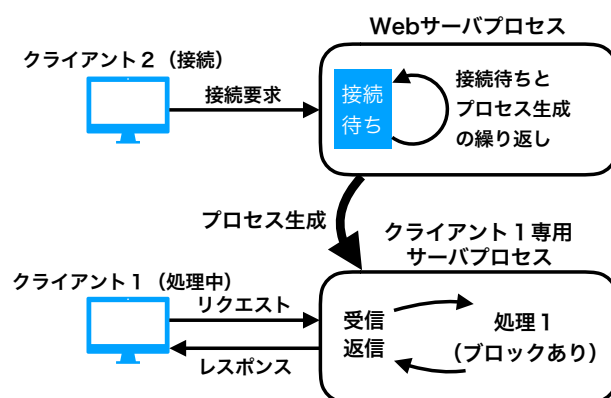 Webサーバプロセス
クライアント２（接続）
接続要求
接続
待ち
接続待ちと
プロセス生成
の繰り返し
プロセス生成
クライアント１専用
サーバプロセス
クライアント１（処理中）
リクエスト
レスポンス
受信
返信
処理１
（ブロックあり）